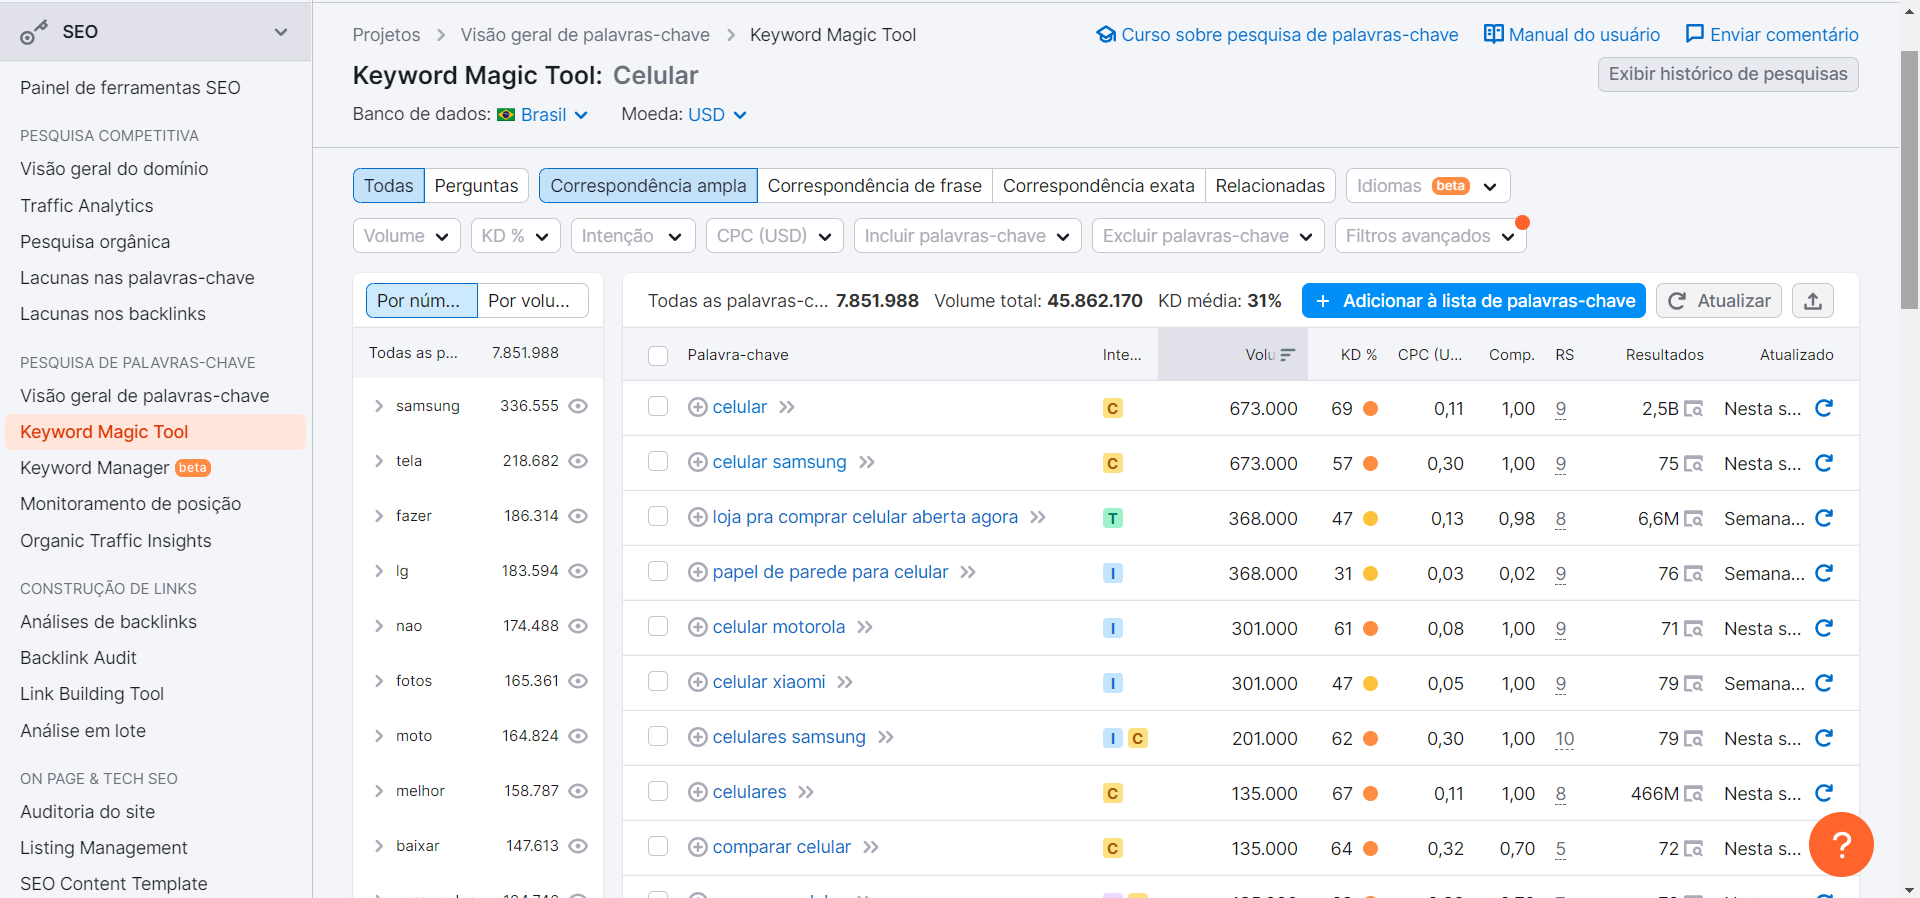 SEO
Painel de ferramentas SEO
PESQUISA COMPETITIVA
Visão geral do domínio
Traffic Analytics
Pesquisa orgânica
Lacunas nas palavras-chave
Lacunas nos backlinks
PESQUISA DE PALAVRAS-CHAVE
Visão geral de palavras-chave
Keyword Magic Tool
Keyword Manager beta
Monitoramento de posição
Organic Traffic Insights
CONSTRUÇÃO DE LINKS
Análises de backlinks
Backlink Audit
Link Building Tool
Análise em lote
ON PAGE & TECH SEO
Auditoria do site
Listing Management
SEO Content Template
Projetos > Visão geral de palavras-chave > Keyword Magic Tool
Curso sobre pesquisa de palavras-chave Manual do usuário Enviar comentário
Keyword Magic Tool: Celular
Exibir histórico de pesquisas
Banco de dados: Brasil Moeda: USD
Todas Perguntas Correspondência ampla Correspondência de frase Correspondência exata Relacionadas Idiomas beta
Volume KD % Intenção CPC (USD) Incluir palavras-chave Excluir palavras-chave Filtros avançados
Por núm... Por volu...
Todas as p... 7.851.988
samsung 336.555
tela 218.682
fazer 186.314
lg 183.594
nao 174.488
fotos 165.361
moto 164.824
melhor 158.787
baixar 147.613
Todas as palavras-c... 7.851.988 Volume total: 45.862.170 KD média: 31% + Adicionar à lista de palavras-chave Atualizar
Palavra-chave Inte... Volu KD % CPC (U... Comp. RS Resultados Atualizado
celular C 673.000 69 0,11 1,00 9 2,5B Nesta s...
celular samsung C 673.000 57 0,30 1,00 9 75 Nesta s...
loja pra comprar celular aberta agora T 368.000 47 0,13 0,98 8 6,6M Semana...
papel de parede para celular I 368.000 31 0,03 0,02 9 76 Semana...
celular motorola I 301.000 61 0,08 1,00 9 71 Nesta s...
celular xiaomi I 301.000 47 0,05 1,00 9 79 Semana...
celulares samsung I C 201.000 62 0,30 1,00 10 79 Nesta s...
celulares C 135.000 67 0,11 1,00 8 466M Nesta s...
comparar celular C 135.000 64 0,32 0,70 5 72 Nesta s...
?